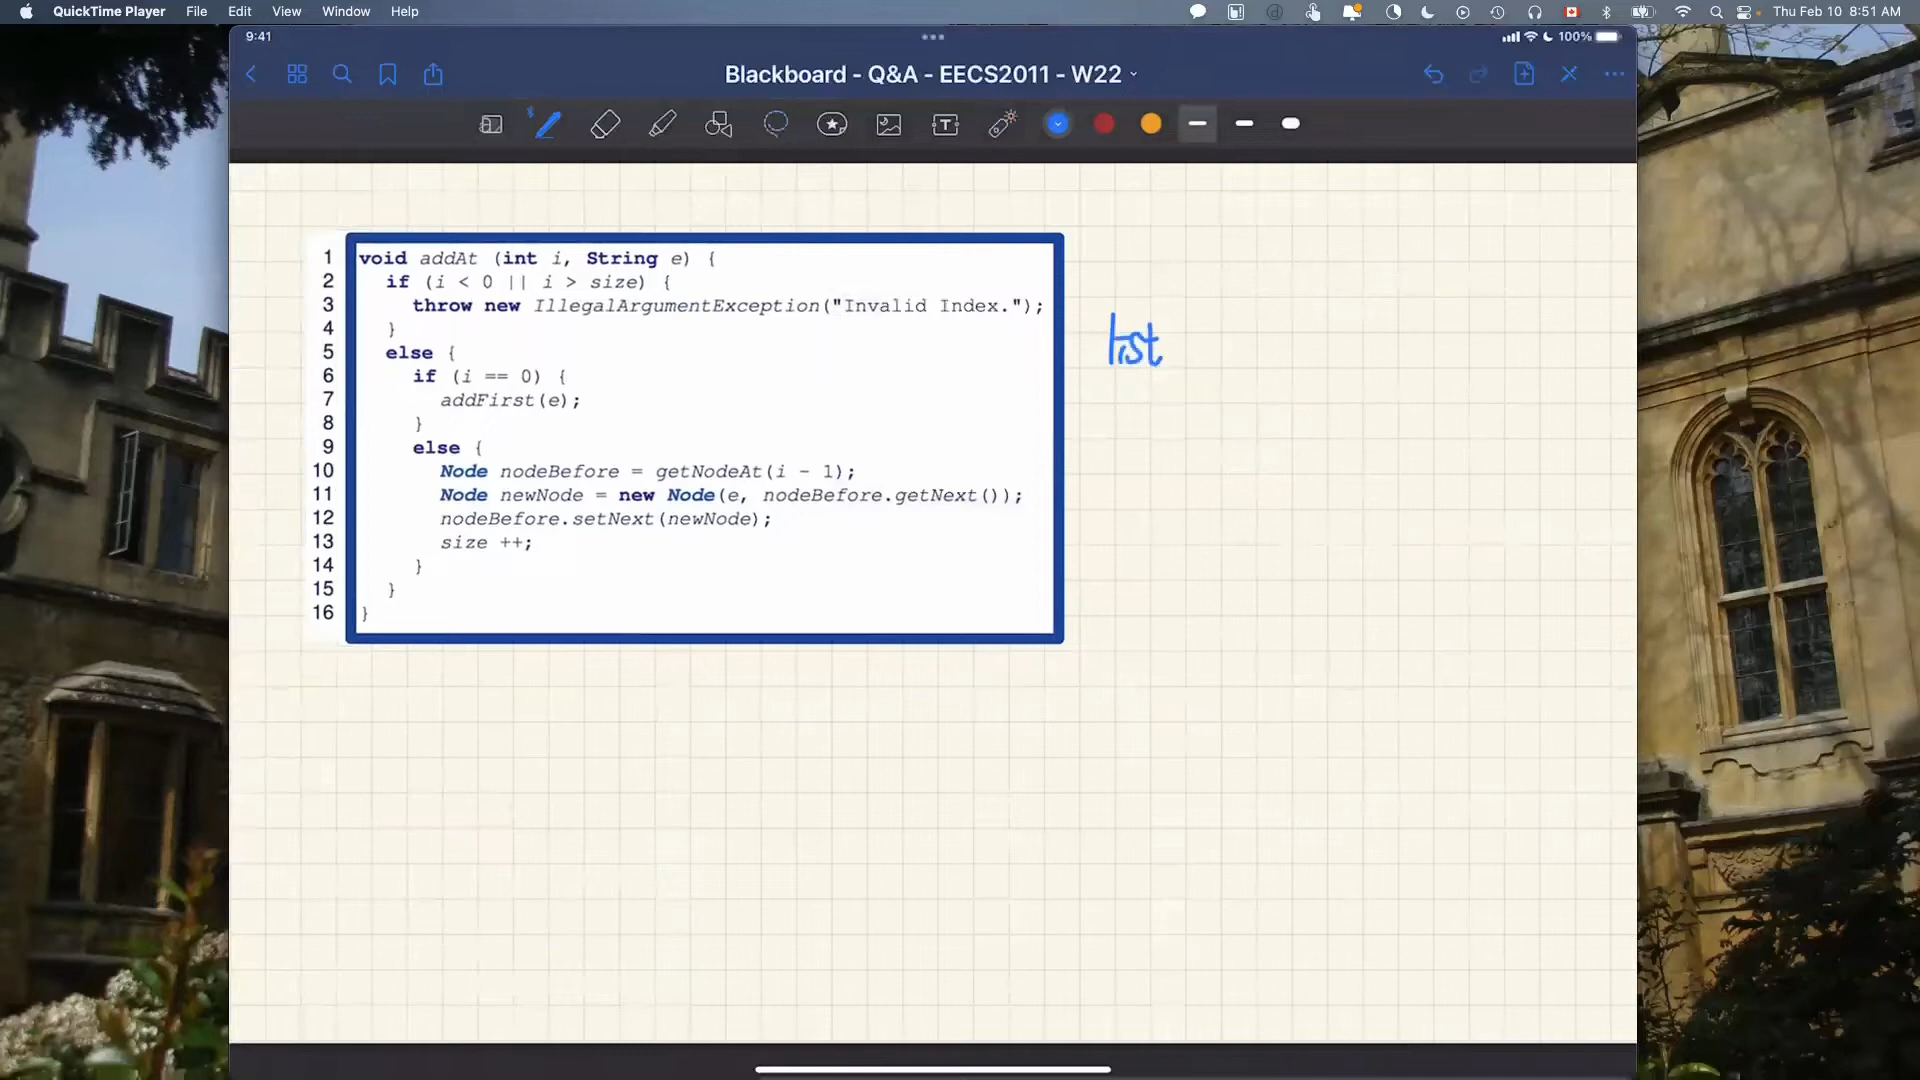 QuickTime Player File Edit View Window Help Thu Feb 10 8:51 AM
9:41 100%
Blackboard - Q&A - EECS2011 - W22
1 void addAt (int i, String e) {
2 if (i < 0 || i > size) {
3 throw new IllegalArgumentException("Invalid Index.");
4 }
5 else {
6 if (i == 0) {
7 addFirst(e);
8 }
9 else {
10 Node nodeBefore = getNodeAt(i - 1);
11 Node newNode = new Node(e, nodeBefore.getNext());
12 nodeBefore.setNext(newNode);
13 size ++;
14 }
15 }
16 }
list